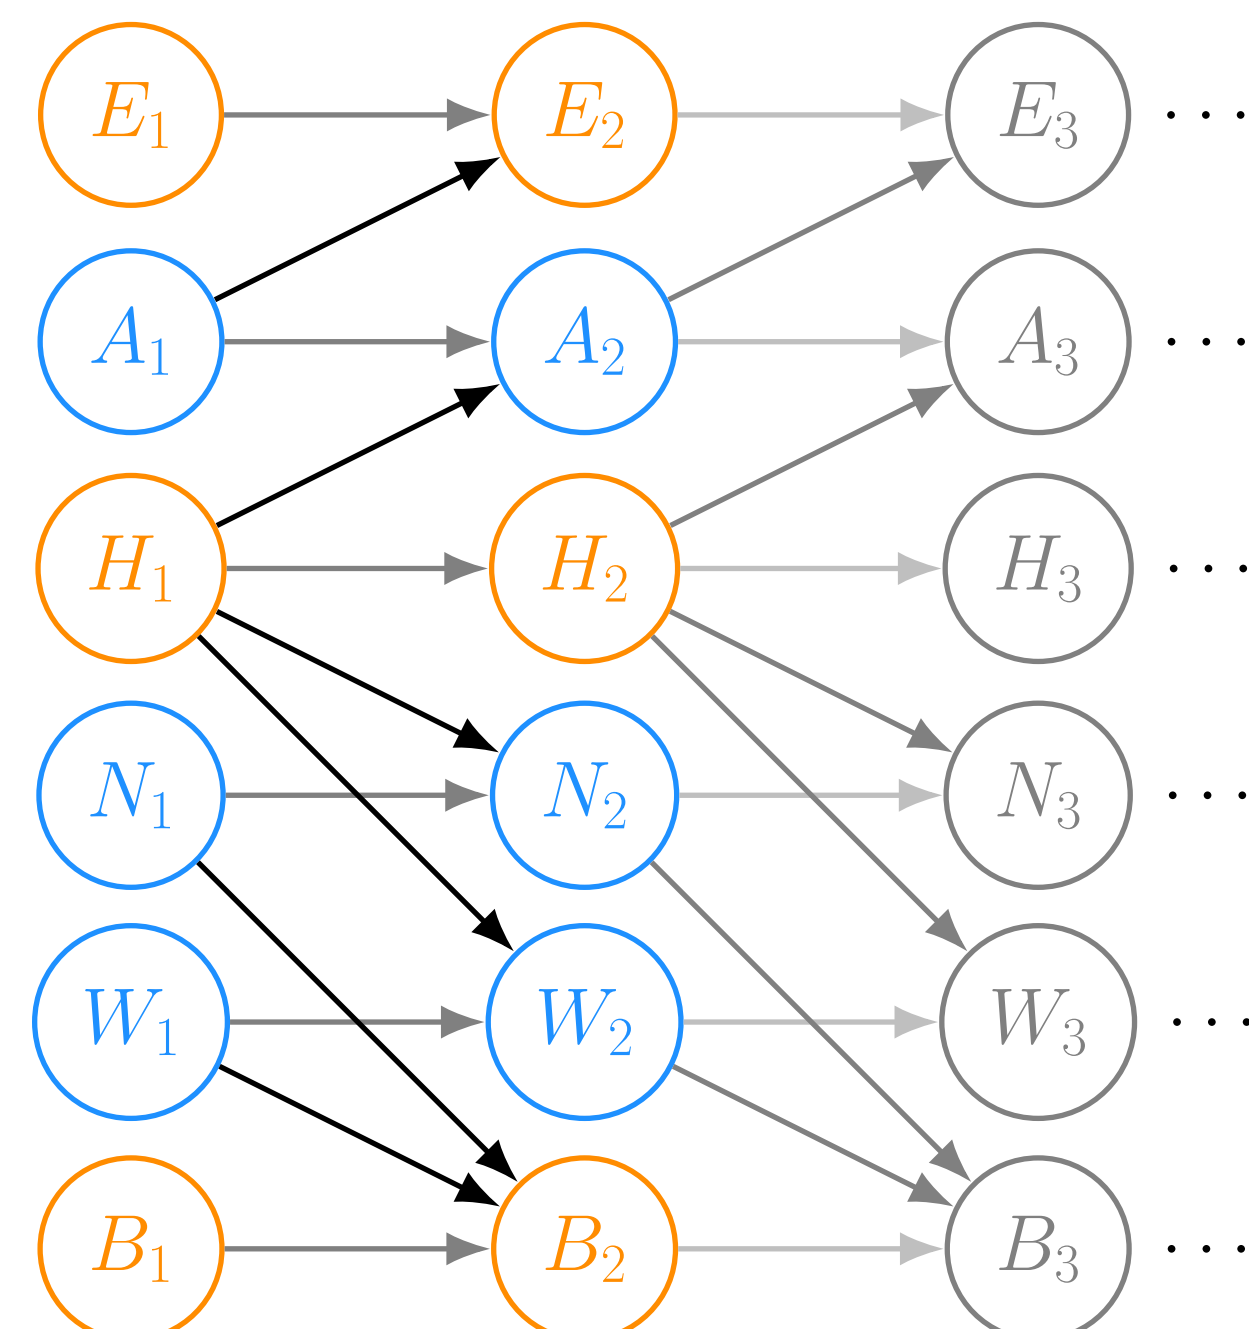 E₁ E₂ E₃ ...
A₁ A₂ A₃ ...
H₁ H₂ H₃ ...
N₁ N₂ N₃ ...
W₁ W₂ W₃ ...
B₁ B₂ B₃ ...